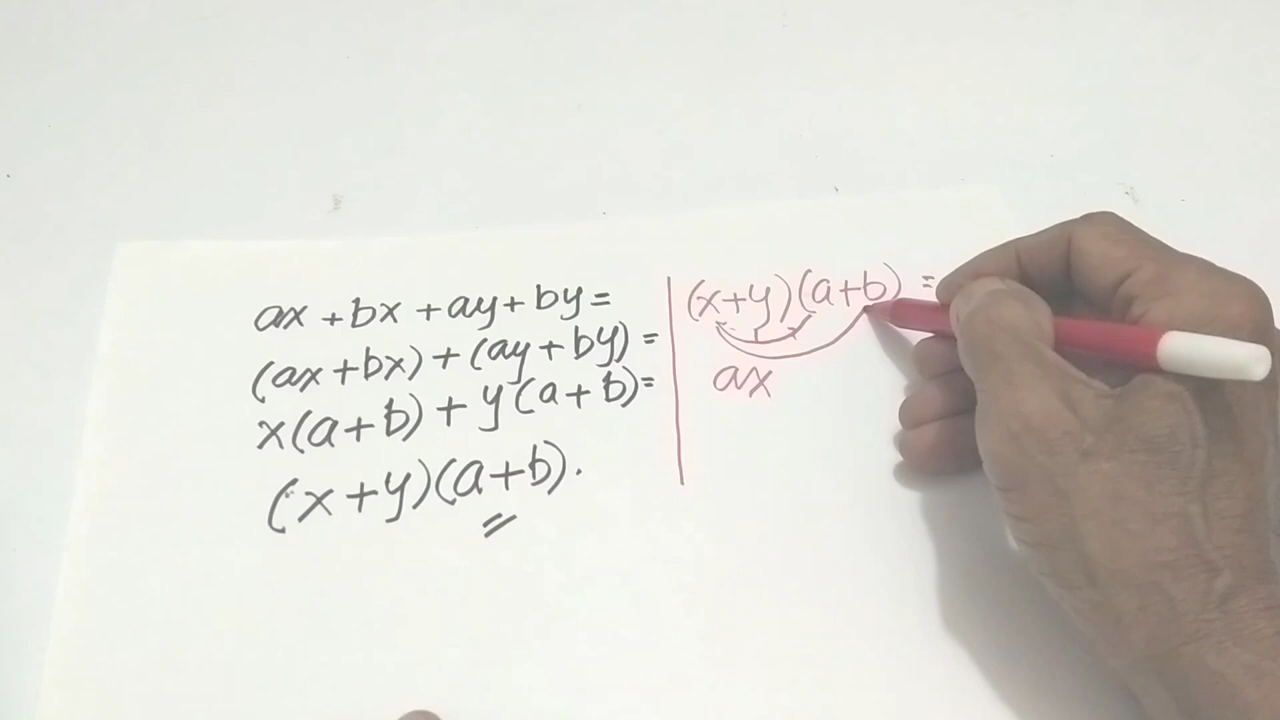 ax + bx + ay + by =
(ax + bx) + (ay + by) =
x(a + b) + y(a + b) =
(x + y)(a + b).
(x + y)(a + b) =
ax